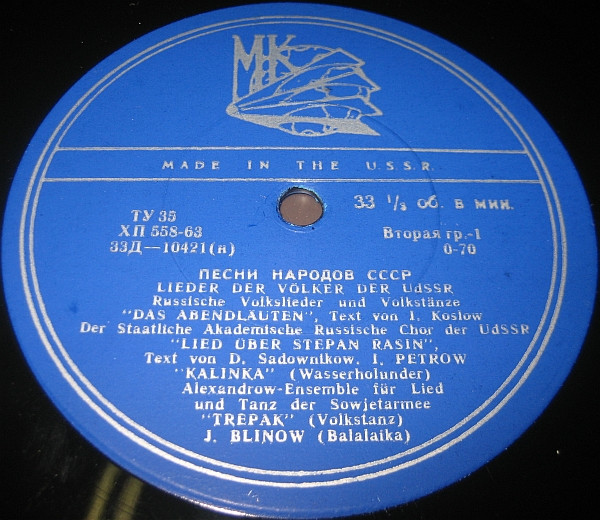 МК
MADE IN THE U.S.S.R.
ТУ 35
ХП 558-63
33Д—10421(н)
33 ⅓ об. в мин.
Вторая гр.-1
0-70
ПЕСНИ НАРОДОВ СССР
LIEDER DER VÖLKER DER UdSSR
Russische Volkslieder und Volkstänze
"DAS ABENDLÄUTEN", Text von I. Koslow
Der Staatliche Akademische Russische Chor der UdSSR
"LIED ÜBER STEPAN RASIN",
Text von D. Sadownikow, I. PETROW
"KALINKA" (Wasserholunder)
Alexandrow-Ensemble für Lied
und Tanz der Sowjetarmee
"TREPAK" (Volkstanz)
J. BLINOW (Balalaika)